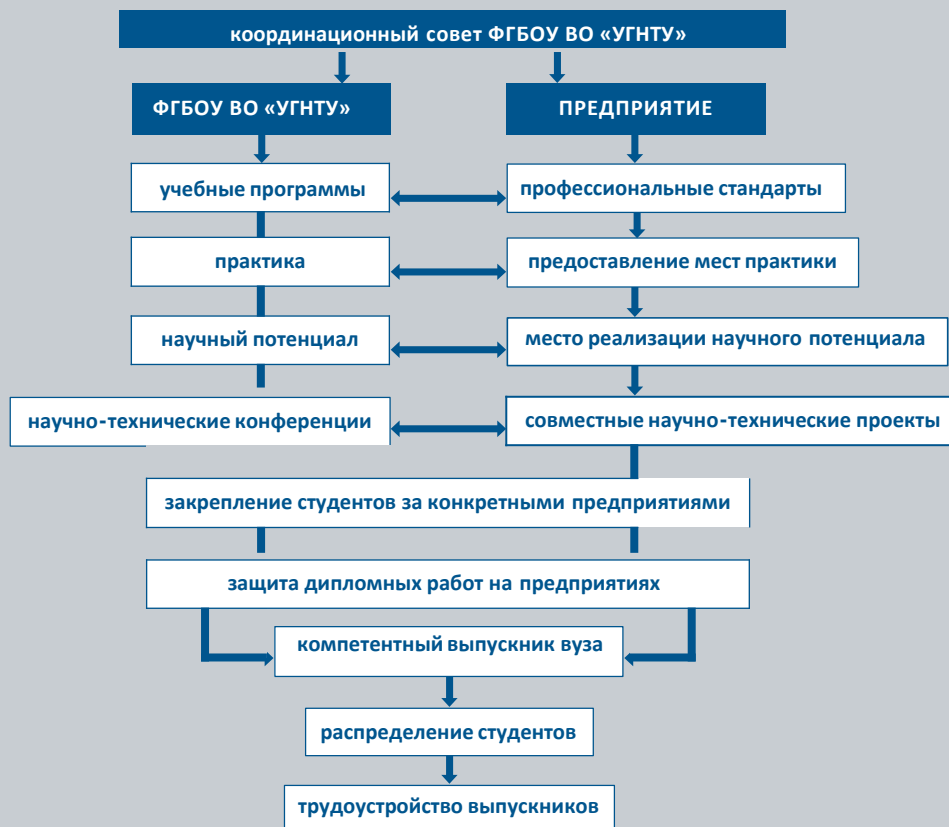 координационный совет ФГБОУ ВО «УГНТУ»
ФГБОУ ВО «УГНТУ»
ПРЕДПРИЯТИЕ
учебные программы
профессиональные стандарты
практика
предоставление мест практики
научный потенциал
место реализации научного потенциала
научно-технические конференции
совместные научно-технические проекты
закрепление студентов за конкретными предприятиями
защита дипломных работ на предприятиях
компетентный выпускник вуза
распределение студентов
трудоустройство выпускников